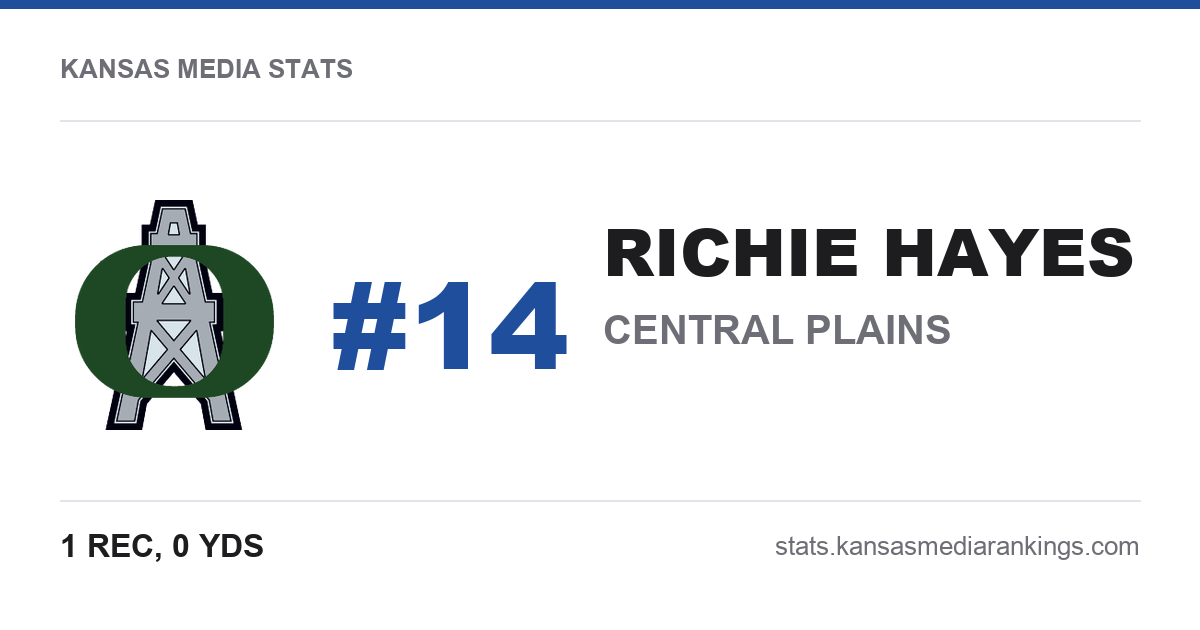 KANSAS MEDIA STATS
O
#14
RICHIE HAYES
CENTRAL PLAINS
1 REC, 0 YDS
stats.kansasmediarankings.com